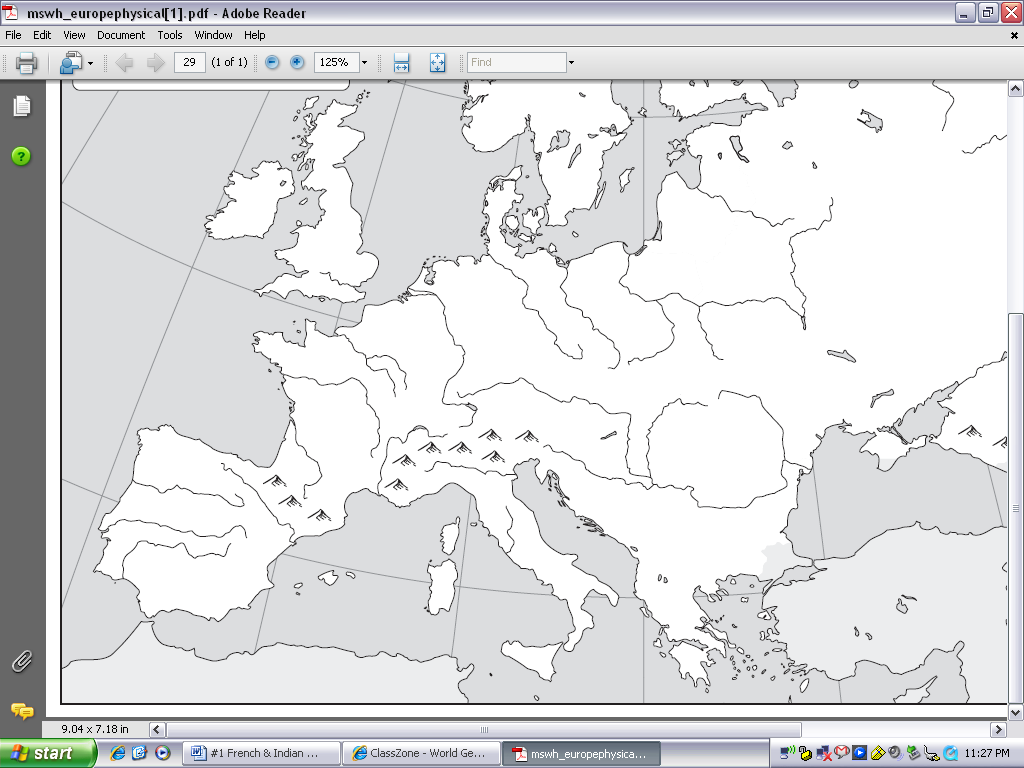 mswh_europephysical[1].pdf - Adobe Reader
File Edit View Document Tools Window Help
29 (1 of 1) 125% Find
?
9.04 x 7.18 in
start #1 French & Indian ... ClassZone - World Ge... mswh_europephysica... 11:27 PM